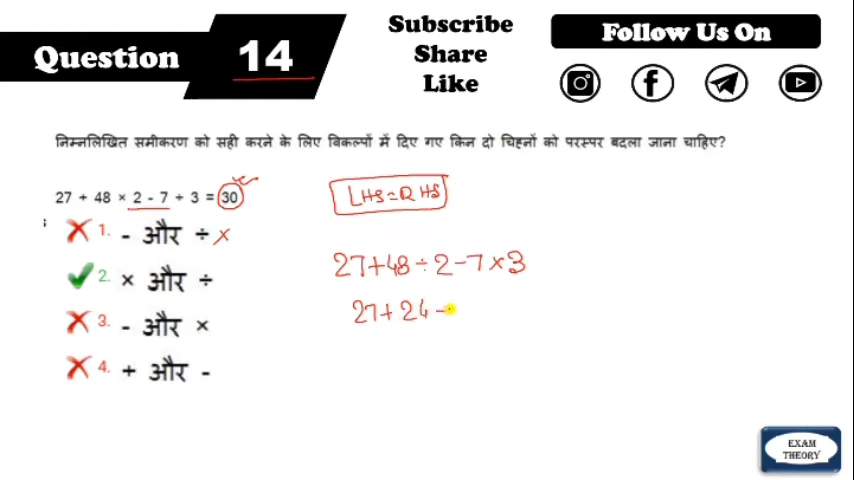 Question 14
Subscribe
Share
Like
Follow Us On
निम्नलिखित समीकरण को सही करने के लिए विकल्पों में दिए गए किन दो चिह्नों को परस्पर बदला जाना चाहिए?
27 + 48 × 2 - 7 ÷ 3 = 30
LHS = RHS
1. - और ÷ ×
2. × और ÷
3. - और ×
4. + और -
27+48÷2-7×3
27+24-
EXAM
THEORY